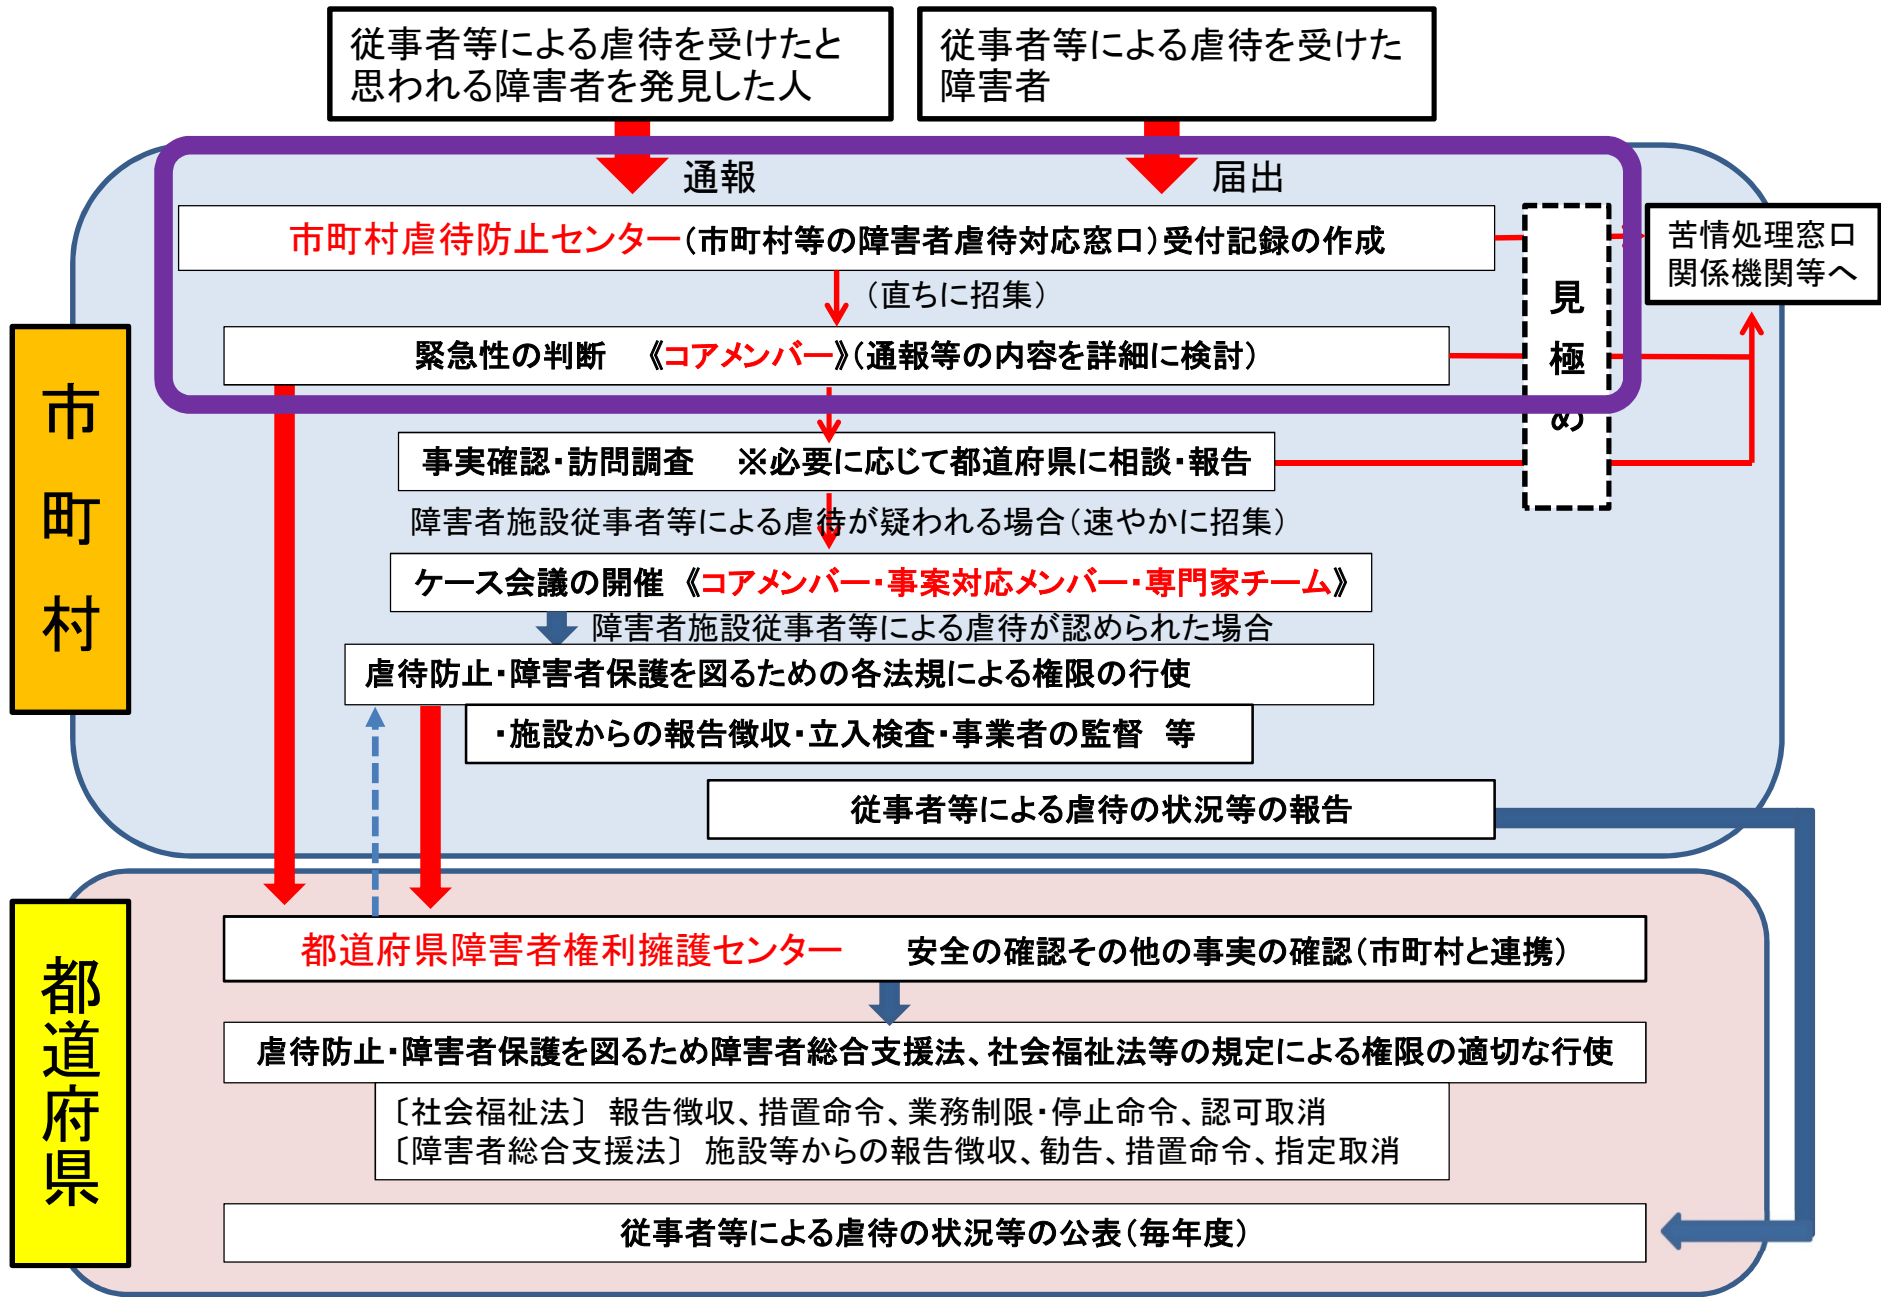 従事者等による虐待を受けたと
思われる障害者を発見した人
従事者等による虐待を受けた
障害者
通報
届出
市町村虐待防止センター(市町村等の障害者虐待対応窓口)受付記録の作成
(直ちに招集)
緊急性の判断 《コアメンバー》(通報等の内容を詳細に検討)
見極め
苦情処理窓口
関係機関等へ
市町村
事実確認・訪問調査 ※必要に応じて都道府県に相談・報告
障害者施設従事者等による虐待が疑われる場合(速やかに招集)
ケース会議の開催 《コアメンバー・事案対応メンバー・専門家チーム》
障害者施設従事者等による虐待が認められた場合
虐待防止・障害者保護を図るための各法規による権限の行使
・施設からの報告徴収・立入検査・事業者の監督 等
従事者等による虐待の状況等の報告
都道府県
都道府県障害者権利擁護センター 安全の確認その他の事実の確認(市町村と連携)
虐待防止・障害者保護を図るため障害者総合支援法、社会福祉法等の規定による権限の適切な行使
〔社会福祉法〕 報告徴収、措置命令、業務制限・停止命令、認可取消
〔障害者総合支援法〕 施設等からの報告徴収、勧告、措置命令、指定取消
従事者等による虐待の状況等の公表(毎年度)